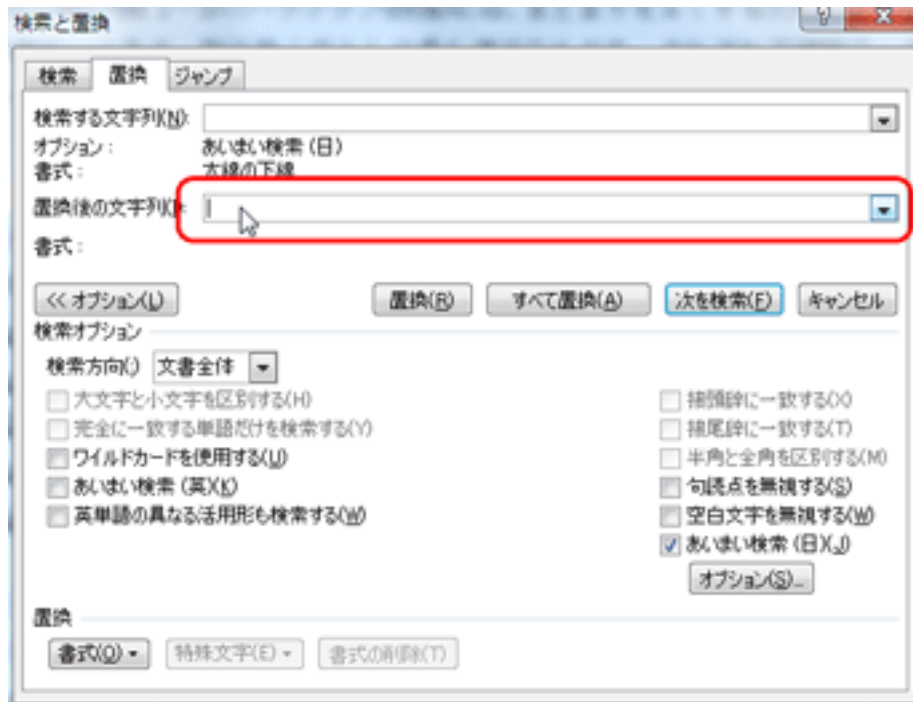 検索と置換
検索 置換 ジャンプ
検索する文字列(N):
オプション: あいまい検索 (日)
書式: 太線の下線
置換後の文字列(I):
書式:
<< オプション(L) 置換(R) すべて置換(A) 次を検索(F) キャンセル
検索オプション
検索方向(:) 文書全体
大文字と小文字を区別する(H) 接頭辞に一致する(X)
完全に一致する単語だけを検索する(Y) 接尾辞に一致する(T)
ワイルドカードを使用する(U) 半角と全角を区別する(M)
あいまい検索 (英)(K) 句読点を無視する(S)
英単語の異なる活用形も検索する(W) 空白文字を無視する(W)
あいまい検索 (日)(J)
オプション(S)...
置換
書式(O) 特殊文字(E) 書式の削除(T)